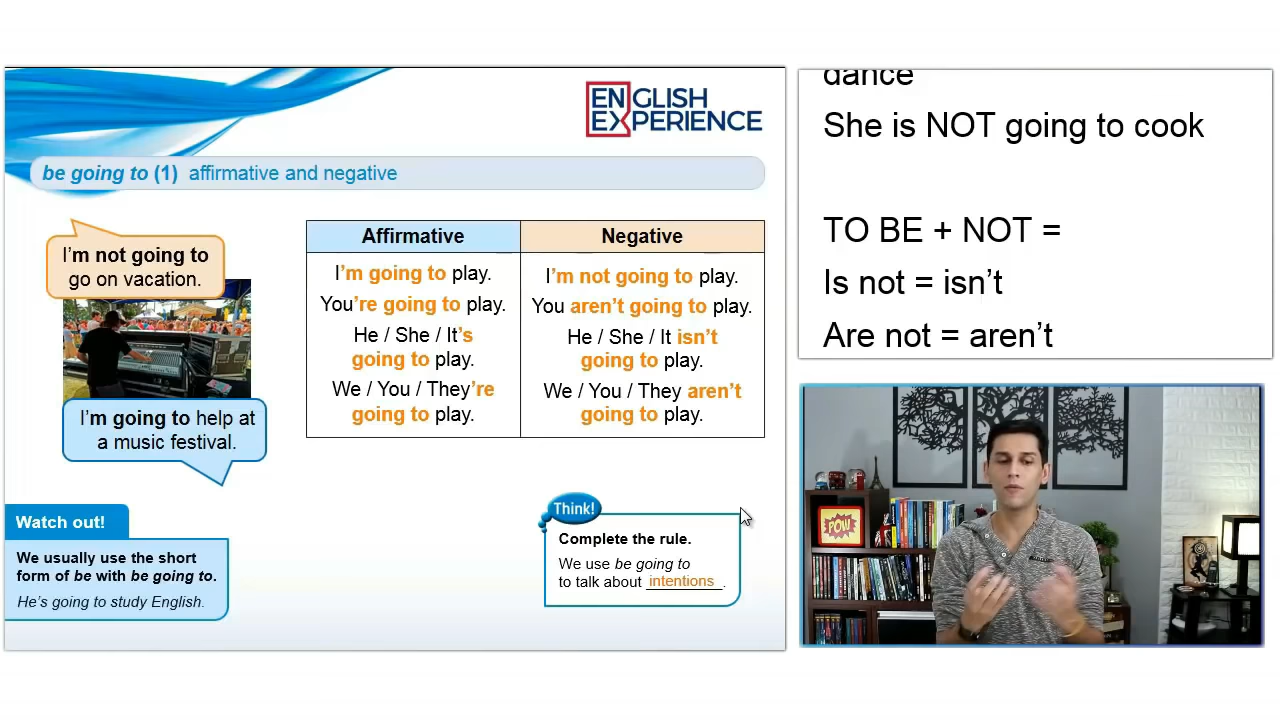 ENGLISH
EXPERIENCE
be going to (1) affirmative and negative
I'm not going to
go on vacation.
I'm going to help at
a music festival.
Affirmative
Negative
I'm going to play.
I'm not going to play.
You're going to play.
You aren't going to play.
He / She / It's
going to play.
He / She / It isn't
going to play.
We / You / They're
going to play.
We / You / They aren't
going to play.
Watch out!
We usually use the short
form of be with be going to.
He's going to study English.
Think!
Complete the rule.
We use be going to
to talk about intentions.
dance
She is NOT going to cook
TO BE + NOT =
Is not = isn't
Are not = aren't
POW